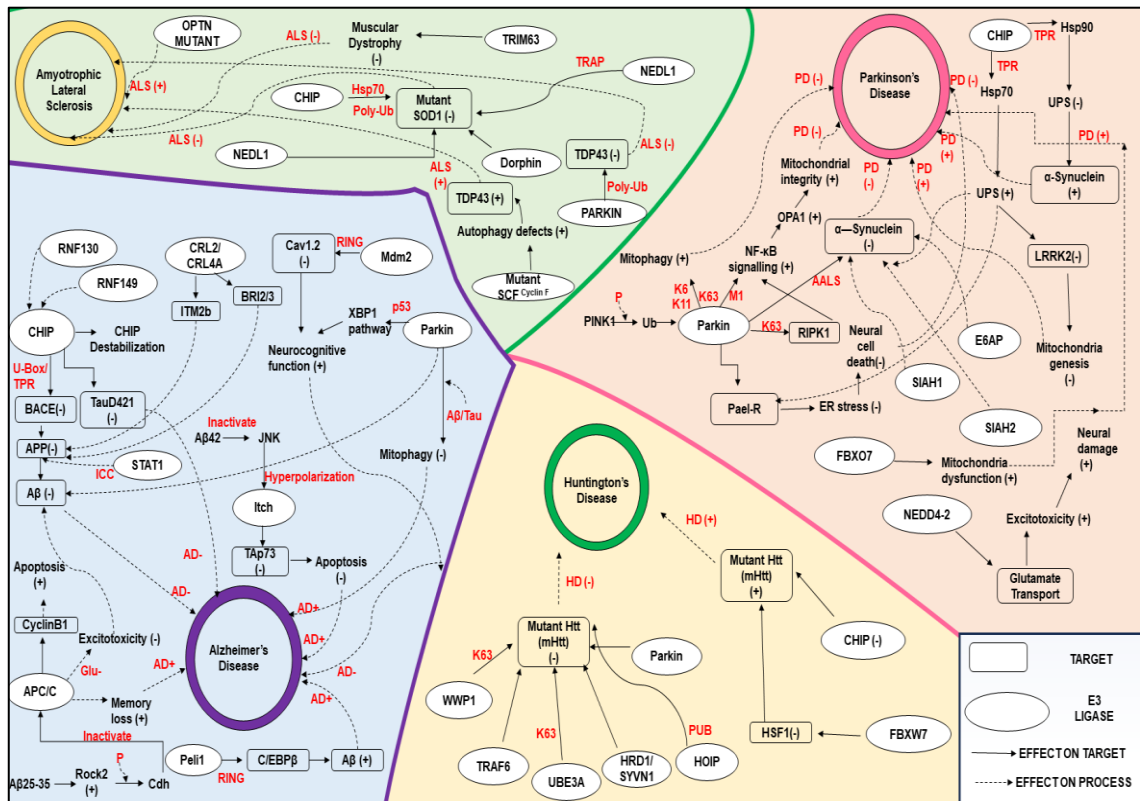 OPTN
MUTANT
Amyotrophic
Lateral
Sclerosis
ALS (+)
ALS (-)
Muscular
Dystrophy
(-)
TRIM63
TRAP
NEDL1
CHIP
Hsp70
Poly-Ub
Mutant
SOD1 (-)
ALS (-)
NEDL1
Dorphin
ALS
(+)
TDP43 (+)
TDP43 (-)
ALS (-)
Poly-Ub
PARKIN
Autophagy defects (+)
Mutant
SCF Cyclin F
Parkinson's
Disease
PD (-)
PD (-)
PD (-)
CHIP
TPR
Hsp90
TPR
Hsp70
UPS (-)
PD (+)
PD
(+)
α-Synuclein
(+)
UPS (+)
Mitochondrial
integrity (+)
PD
(-)
PD
(+)
OPA1 (+)
α—Synuclein
(-)
LRRK2(-)
Mitophagy (+)
NF-κB
signalling (+)
AALS
K6
K11
K63
M1
P
PINK1
Ub
Parkin
K63
RIPK1
Neural
cell
death(-)
E6AP
Mitochondria
genesis
(-)
SIAH1
Pael-R
ER stress (-)
SIAH2
FBXO7
Mitochondria
dysfunction (+)
Neural
damage
(+)
NEDD4-2
Excitotoxicity (+)
Glutamate
Transport
RNF130
RNF149
CRL2/
CRL4A
BRI2/3
ITM2b
Cav1.2
(-)
RING
Mdm2
XBP1
pathway
p53
Parkin
CHIP
CHIP
Destabilization
Neurocognitive
function (+)
U-Box/
TPR
BACE(-)
TauD421
(-)
Aβ/Tau
Inactivate
Aβ42
JNK
APP(-)
ICC
STAT1
Mitophagy (-)
Hyperpolarization
Aβ (-)
Itch
TAp73
(-)
Apoptosis
(-)
AD-
Apoptosis
(+)
AD-
CyclinB1
Excitotoxicity (-)
AD+
AD+
Alzheimer's
Disease
AD-
Glu-
AD+
APC/C
Memory
loss (+)
AD+
Inactivate
Peli1
RING
C/EBPβ
Aβ (+)
P
Aβ25-35
Rock2
(+)
Cdh
Huntington's
Disease
HD (+)
HD (-)
Mutant Htt
(mHtt)
(+)
Mutant Htt
(mHtt)
(-)
CHIP (-)
Parkin
K63
WWP1
K63
PUB
HSF1(-)
FBXW7
TRAF6
UBE3A
HRD1/
SYVN1
HOIP
TARGET
E3
LIGASE
EFFECT ON TARGET
EFFECT ON PROCESS